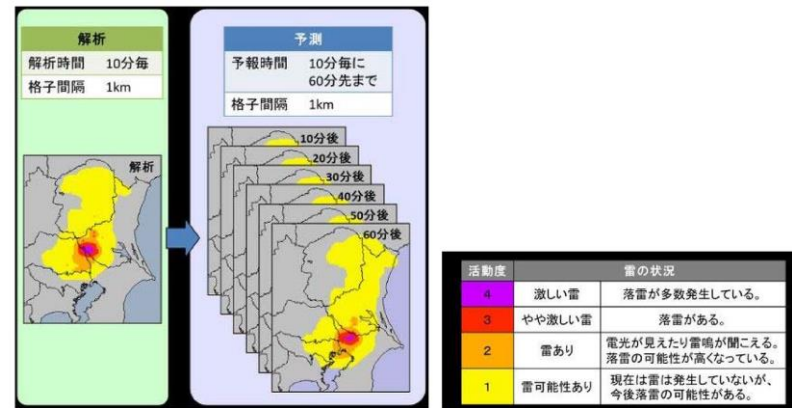 解析
解析時間 10分毎
格子間隔 1km
解析
予測
予報時間 10分毎に
60分先まで
格子間隔 1km
10分後
20分後
30分後
40分後
50分後
60分後
活動度 雷の状況
4 激しい雷 落雷が多数発生している。
3 やや激しい雷 落雷がある。
2 雷あり 電光が見えたり雷鳴が聞こえる。
落雷の可能性が高くなっている。
1 雷可能性あり 現在は雷は発生していないが、
今後落雷の可能性がある。